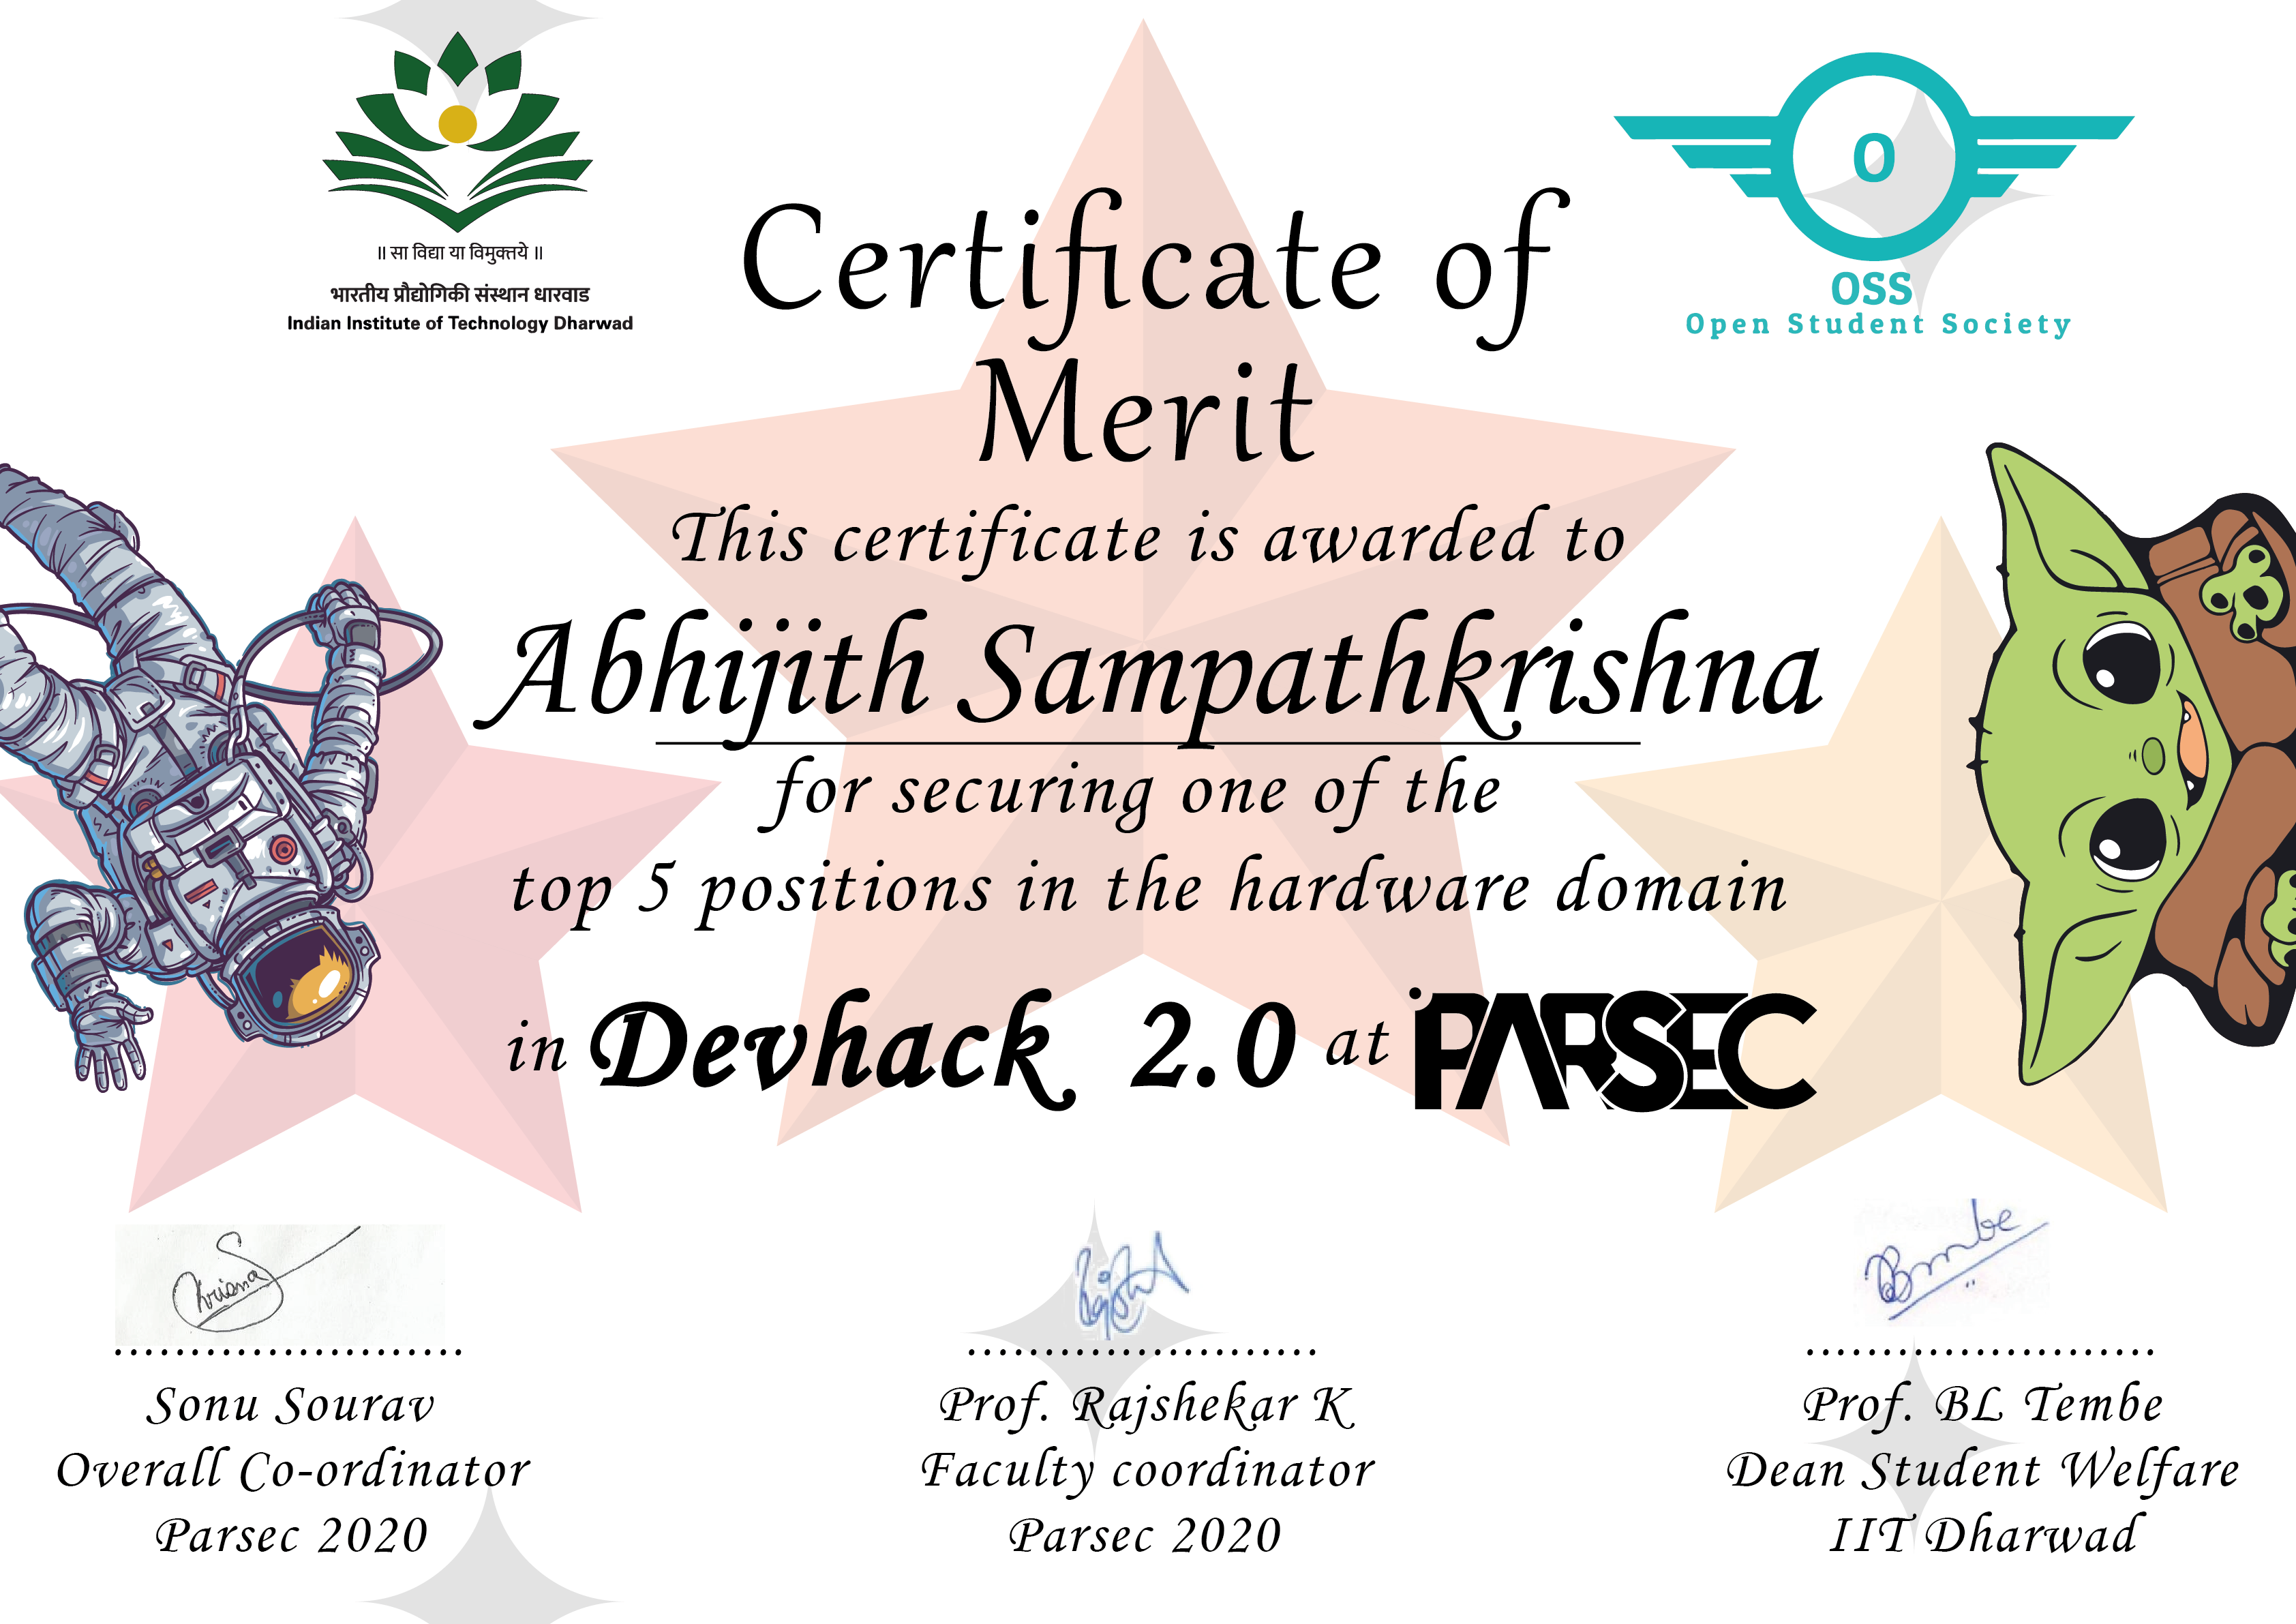 ॥ सा विद्या या विमुक्तये ॥
भारतीय प्रौद्योगिकी संस्थान धारवाड
Indian Institute of Technology Dharwad
O
OSS
Open Student Society
Certificate of
Merit
This certificate is awarded to
Abhijith Sampathkrishna
for securing one of the
top 5 positions in the hardware domain
in Devhack 2.0 at PARSEC
Sonu Sourav
Overall Co-ordinator
Parsec 2020
Prof. Rajshekar K
Faculty coordinator
Parsec 2020
Prof. BL Tembe
Dean Student Welfare
IIT Dharwad